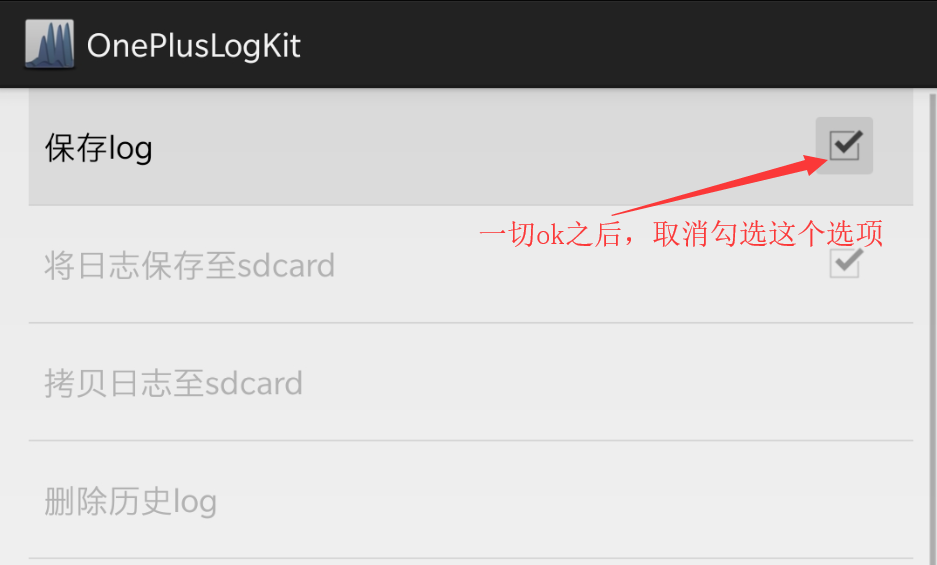 OnePlusLogKit
保存log
一切ok之后，取消勾选这个选项
将日志保存至sdcard
拷贝日志至sdcard
删除历史log